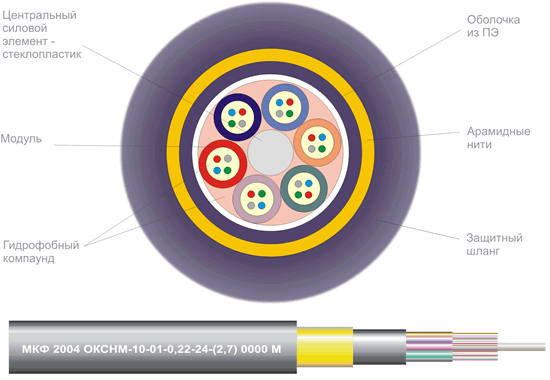 Центральный
силовой
элемент -
стеклопластик
Модуль
Гидрофобный
компаунд
Оболочка
из ПЭ
Арамидные
нити
Защитный
шланг
МКФ 2004 ОКСНМ-10-01-0,22-24-(2,7) 0000 М